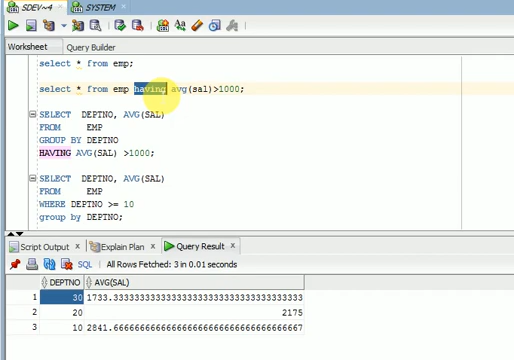 SDEV~4 SYSTEM
Worksheet Query Builder
select * from emp;
select * from emp having avg(sal)>1000;
SELECT DEPTNO, AVG(SAL)
FROM EMP
GROUP BY DEPTNO
HAVING AVG(SAL) >1000;
SELECT DEPTNO, AVG(SAL)
FROM EMP
WHERE DEPTNO >= 10
group by DEPTNO;
Script Output x Explain Plan x Query Result x
SQL All Rows Fetched: 3 in 0.01 seconds
DEPTNO AVG(SAL)
1 30 1733.33333333333333333333333333333333333
2 20 2175
3 10 2841.66666666666666666666666666666666667